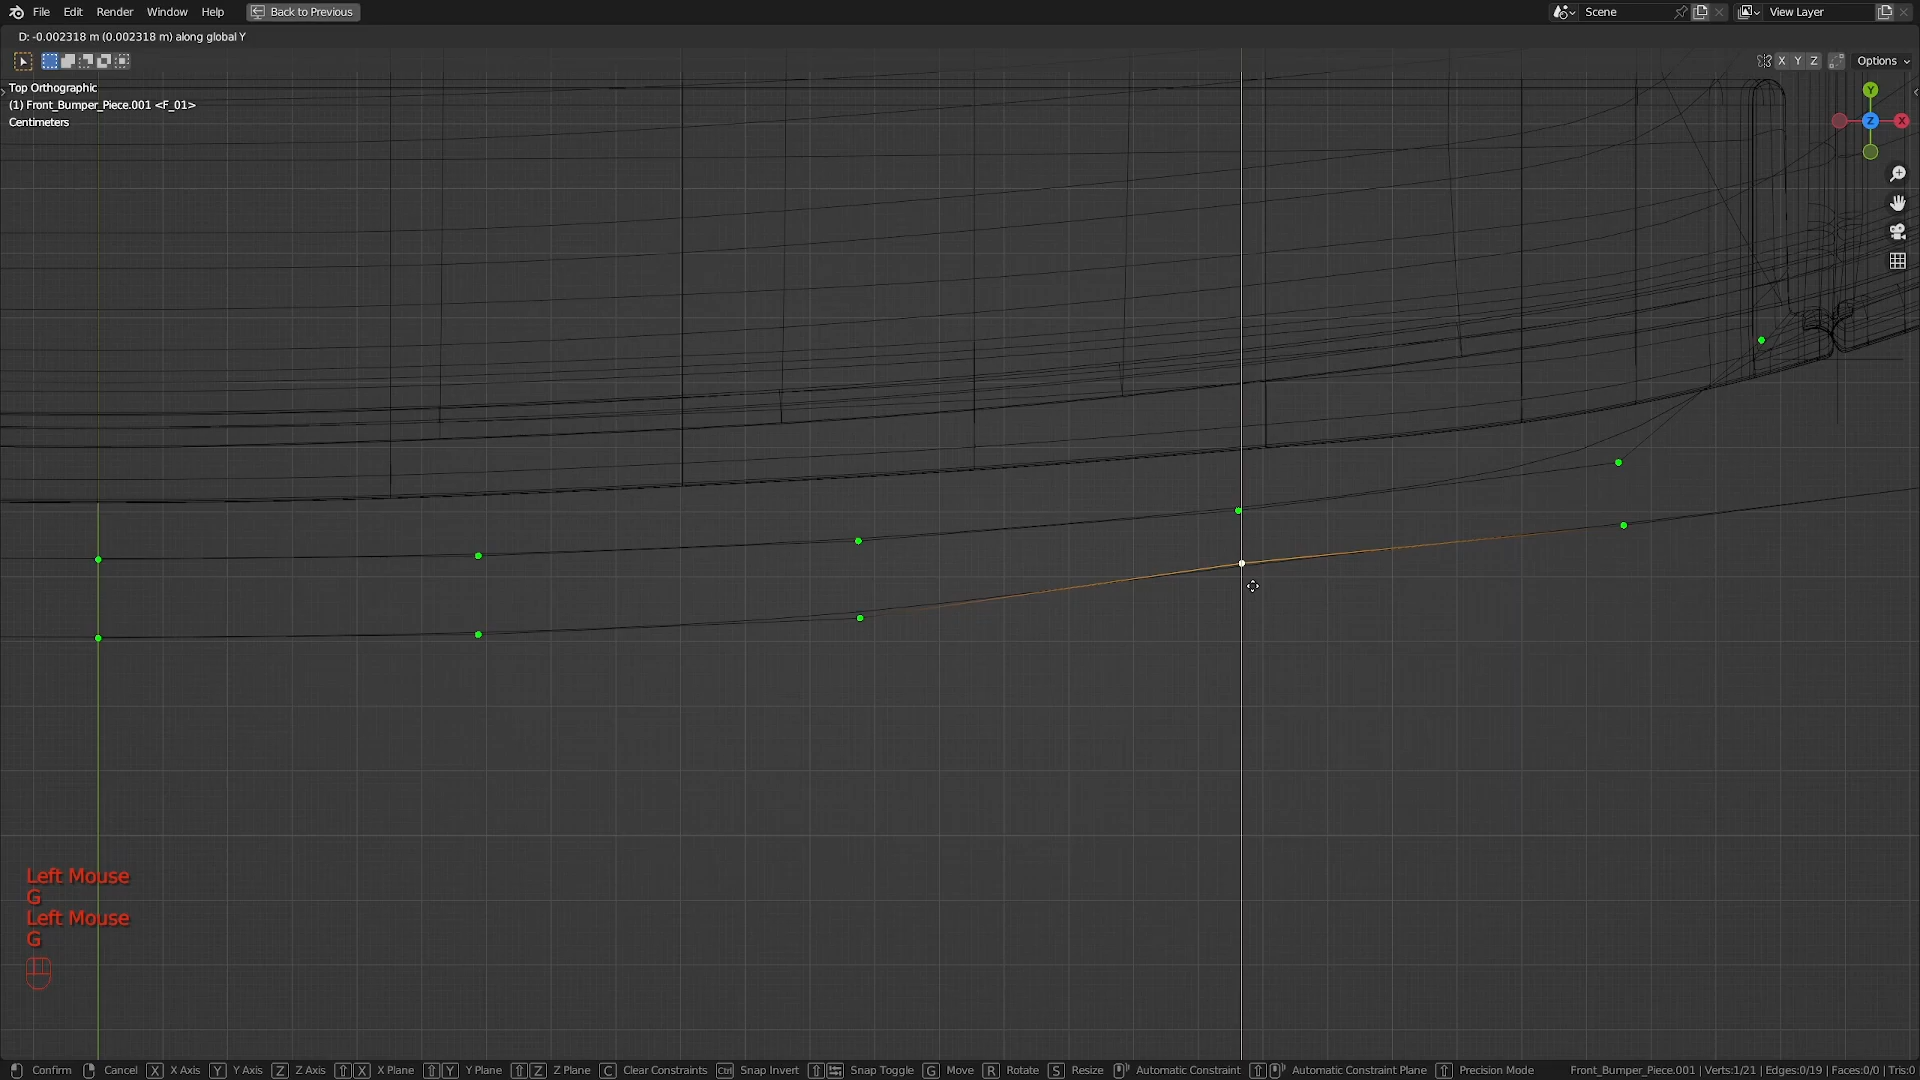 File Edit Render Window Help Back to Previous Scene View Layer
D: -0.002318 m (0.002318 m) along global Y
X Y Z Options
Top Orthographic
(1) Front_Bumper_Piece.001 <F_01>
Centimeters
Y
Z
X
Left Mouse
G
Left Mouse
G
Confirm Cancel X X Axis Y Y Axis Z Z Axis X X Plane Y Y Plane Z Z Plane C Clear Constraints Ctrl Snap Invert Snap Toggle G Move R Rotate S Resize Automatic Constraint Automatic Constraint Plane Precision Mode Front_Bumper_Piece.001 | Verts:1/21 | Edges:0/19 | Faces:0/0 | Tris:0